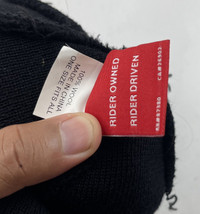 100% WOOL
MADE IN CHINA
ONE SIZE FITS ALL
RIDER OWNED
RIDER DRIVEN